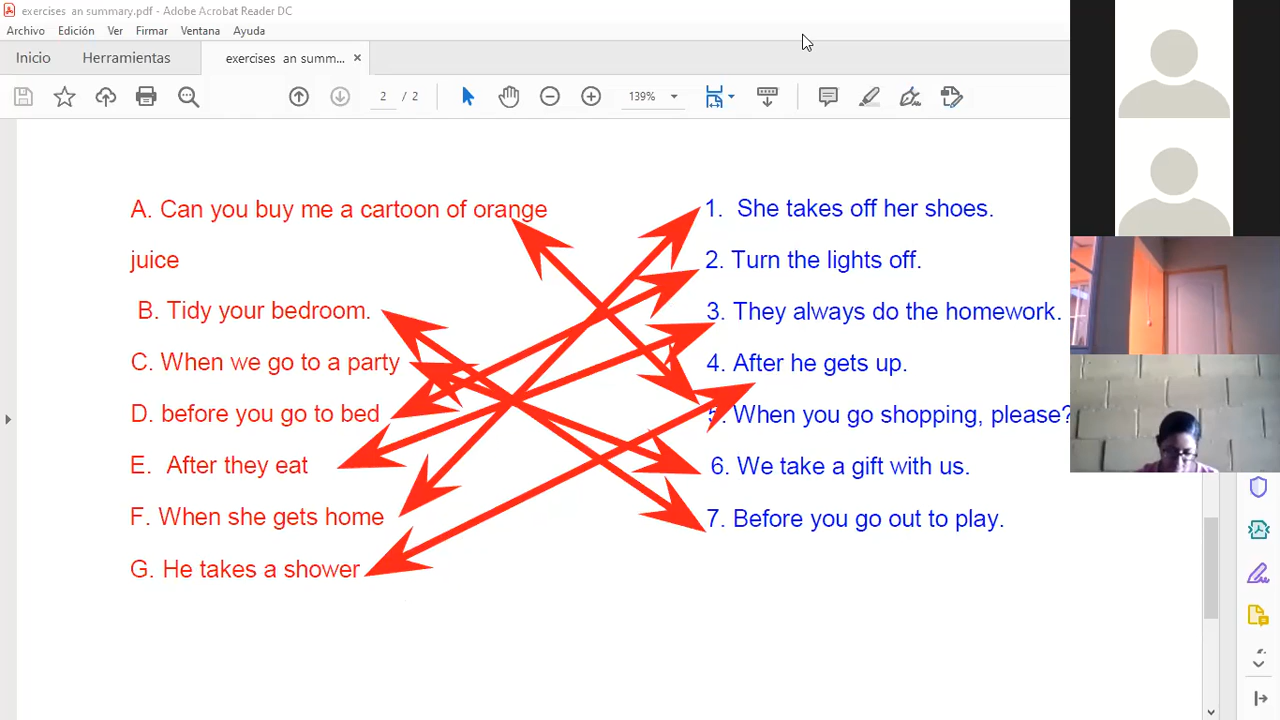 exercises an summary.pdf - Adobe Acrobat Reader DC
Archivo Edición Ver Firmar Ventana Ayuda
Inicio Herramientas exercises an summ... ×
2 / 2 139%
A. Can you buy me a cartoon of orange
juice
B. Tidy your bedroom.
C. When we go to a party
D. before you go to bed
E. After they eat
F. When she gets home
G. He takes a shower
1. She takes off her shoes.
2. Turn the lights off.
3. They always do the homework.
4. After he gets up.
5. When you go shopping, please?
6. We take a gift with us.
7. Before you go out to play.